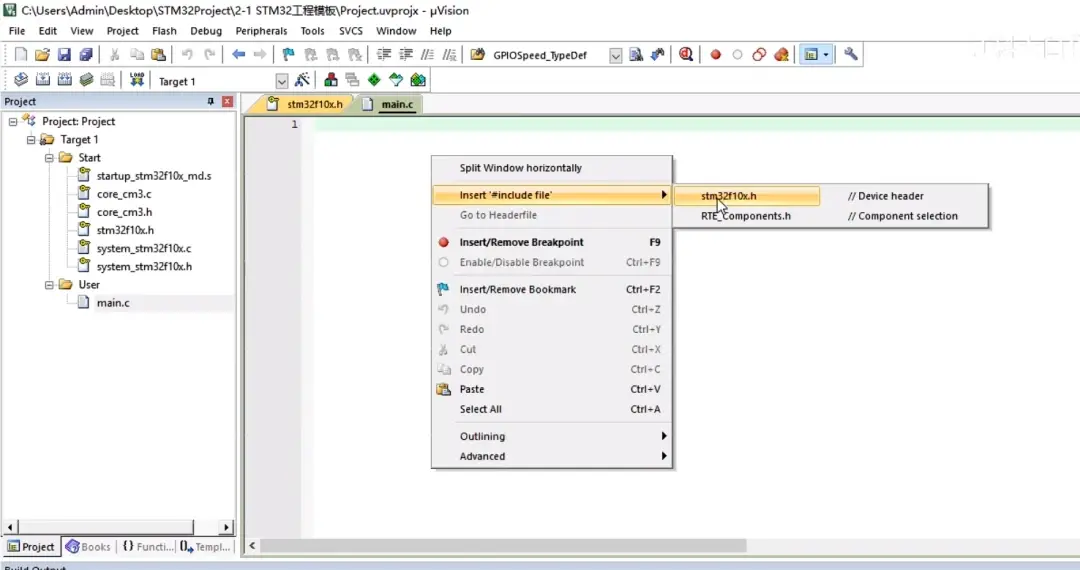 C:\Users\Admin\Desktop\STM32Project\2-1 STM32工程模板\Project.uvprojx - µVision
File Edit View Project Flash Debug Peripherals Tools SVCS Window Help
GPIOSpeed_TypeDef
LOAD Target 1
Project
stm32f10x.h main.c
Project: Project
Target 1
Start
startup_stm32f10x_md.s
core_cm3.c
core_cm3.h
stm32f10x.h
system_stm32f10x.c
system_stm32f10x.h
User
main.c
1
Split Window horizontally
Insert '#include file'
Go to Headerfile
Insert/Remove Breakpoint F9
Enable/Disable Breakpoint Ctrl+F9
Insert/Remove Bookmark Ctrl+F2
Undo Ctrl+Z
Redo Ctrl+Y
Cut Ctrl+X
Copy Ctrl+C
Paste Ctrl+V
Select All Ctrl+A
Outlining
Advanced
stm32f10x.h // Device header
RTE_Components.h // Component selection
Project Books {} Functi... Templ...
Build Output